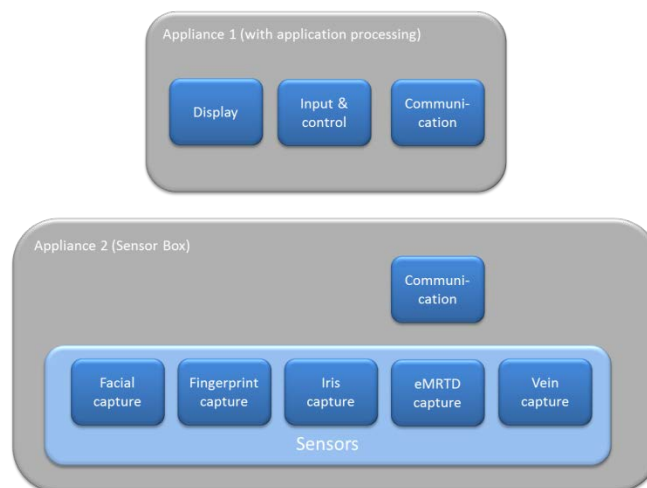 Appliance 1 (with application processing)
Display
Input &
control
Communi-
cation
Appliance 2 (Sensor Box)
Communi-
cation
Facial
capture
Fingerprint
capture
Iris
capture
eMRTD
capture
Vein
capture
Sensors